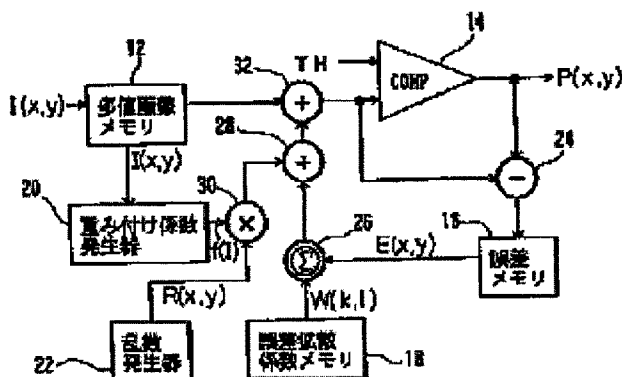 12
14
32
TH
COMP
P(x,y)
I(x,y)
多値画像
メモリ
28
I(x,y)
24
20
30
重み付け係数
発生器
f(I)
26
16
誤差
メモリ
E(x,y)
R(x,y)
W(k,l)
乱数
発生器
22
誤差拡散
係数メモリ
18